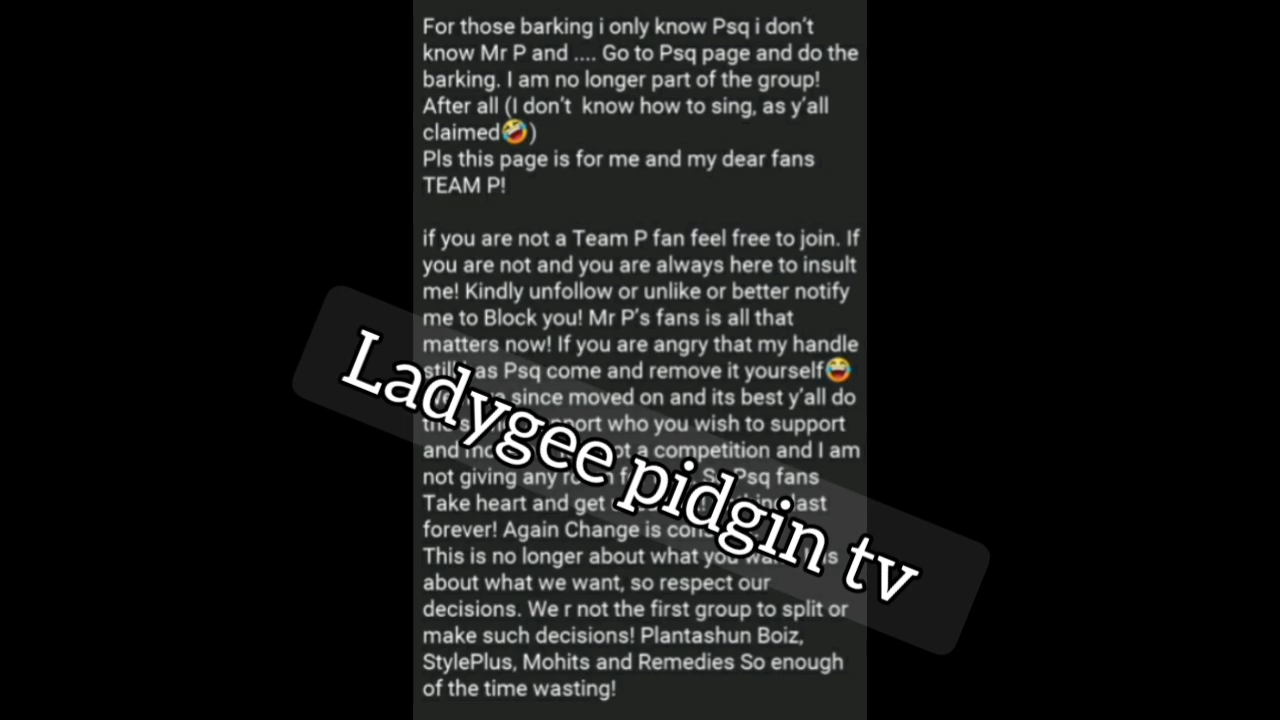 For those barking i only know Psq i don't
know Mr P and .... Go to Psq page and do the
barking. I am no longer part of the group!
After all (I don't know how to sing, as y'all
claimed🤣)
Pls this page is for me and my dear fans
TEAM P!
if you are not a Team P fan feel free to join. If
you are not and you are always here to insult
me! Kindly unfollow or unlike or better notify
me to Block you! Mr P's fans is all that
matters now! If you are angry that my handle
as Psq come and remove it yourself😂
since moved on and its best y'all do
who you wish to support
and a competition and I am
not giving any Psq fans
Take heart and get last
forever! Again Change is
This is no longer about what you
about what we want, so respect our
decisions. We r not the first group to split or
make such decisions! Plantashun Boiz,
StylePlus, Mohits and Remedies So enough
of the time wasting!
Ladygee pidgin tv